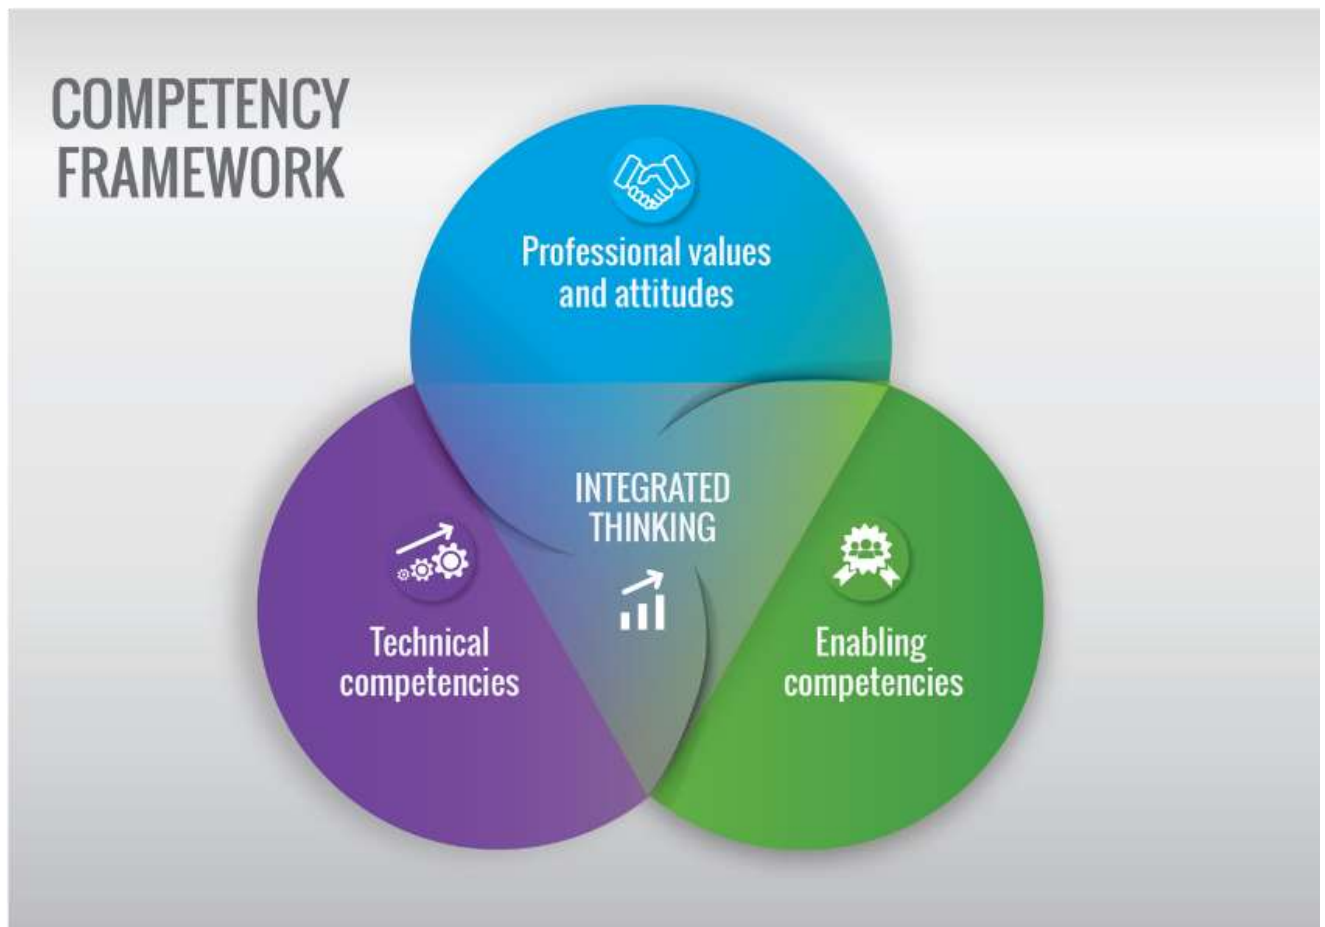 COMPETENCY
FRAMEWORK
Professional values
and attitudes
INTEGRATED
THINKING
Technical
competencies
Enabling
competencies